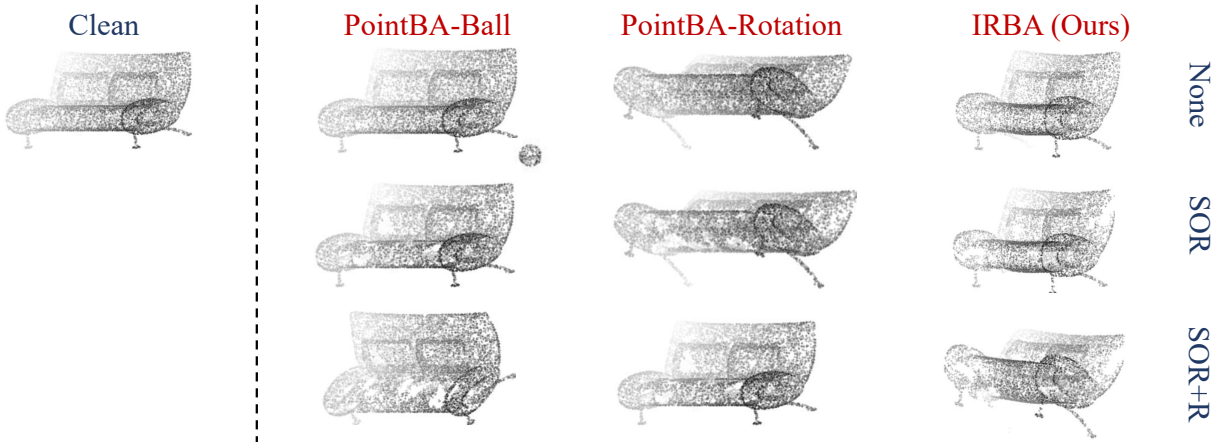 Clean
PointBA-Ball
PointBA-Rotation
IRBA (Ours)
None
SOR
SOR+R